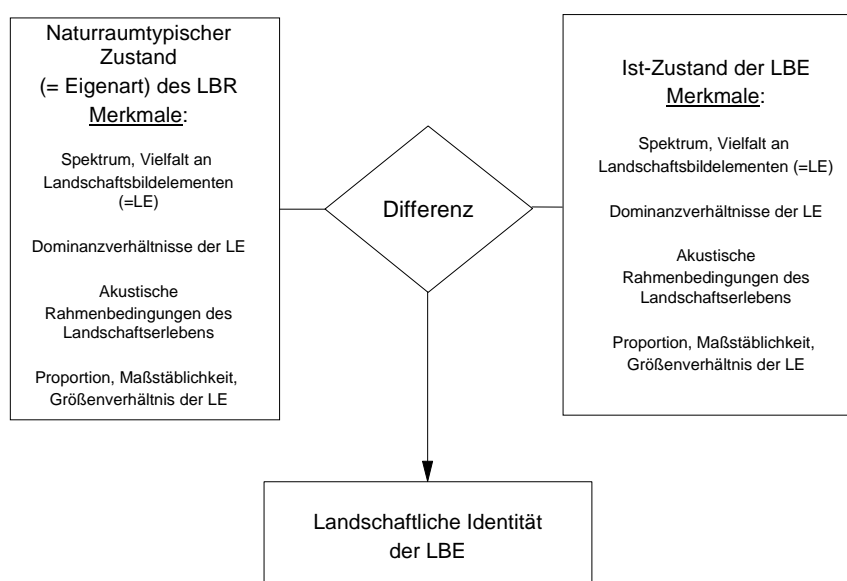 Naturraumtypischer
Zustand
(= Eigenart) des LBR
Merkmale:
Spektrum, Vielfalt an
Landschaftsbildelementen
(=LE)
Dominanzverhältnisse der LE
Akustische
Rahmenbedingungen des
Landschaftserlebens
Proportion, Maßstäblichkeit,
Größenverhältnis der LE
Differenz
Ist-Zustand der LBE
Merkmale:
Spektrum, Vielfalt an
Landschaftsbildelementen (=LE)
Dominanzverhältnisse der LE
Akustische
Rahmenbedingungen des
Landschaftserlebens
Proportion, Maßstäblichkeit,
Größenverhältnis der LE
Landschaftliche Identität
der LBE